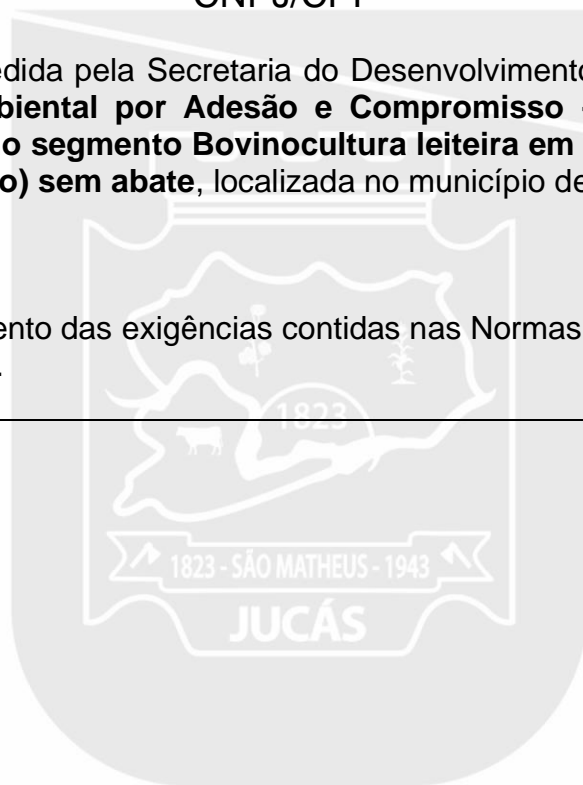 CNPJ/CPF
edida pela Secretaria do Desenvolvimento
biental por Adesão e Compromisso
o segmento Bovinocultura leiteira em
o) sem abate, localizada no município de
ento das exigências contidas nas Normas
.
1823
1823 - SÃO MATHEUS - 1943
JUCÁS